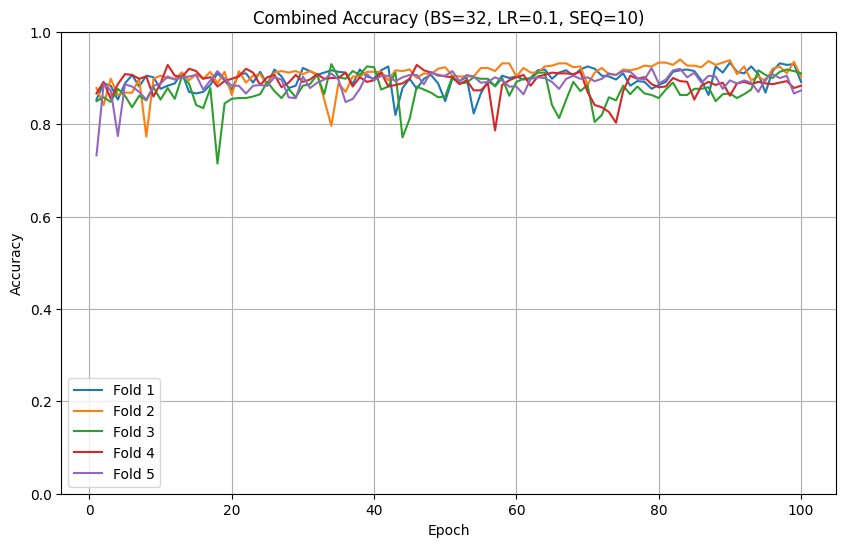 Combined Accuracy (BS=32, LR=0.1, SEQ=10)
Accuracy
1.0
0.8
0.6
0.4
0.2
0.0
Fold 1
Fold 2
Fold 3
Fold 4
Fold 5
0 20 40 60 80 100
Epoch